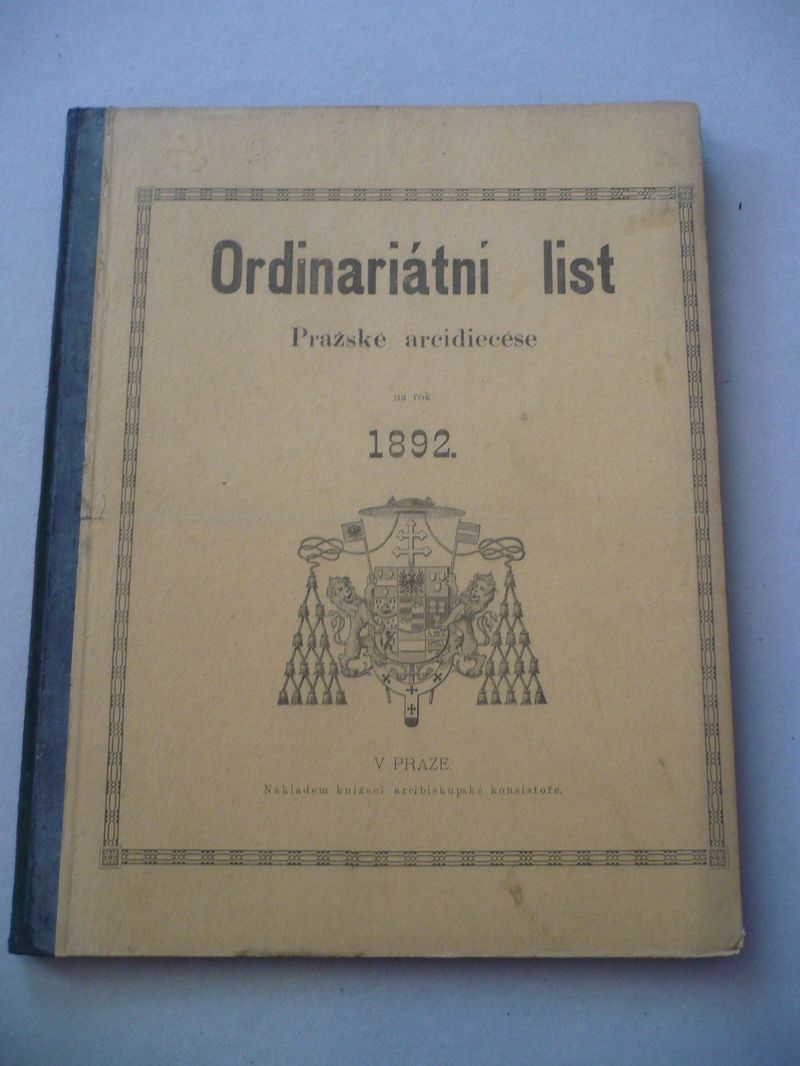 Ordinariátní list
Pražské arcidiecése
na rok
1892.
V PRAZE.
Nákladem knížecí arcibiskupské konsistoře.